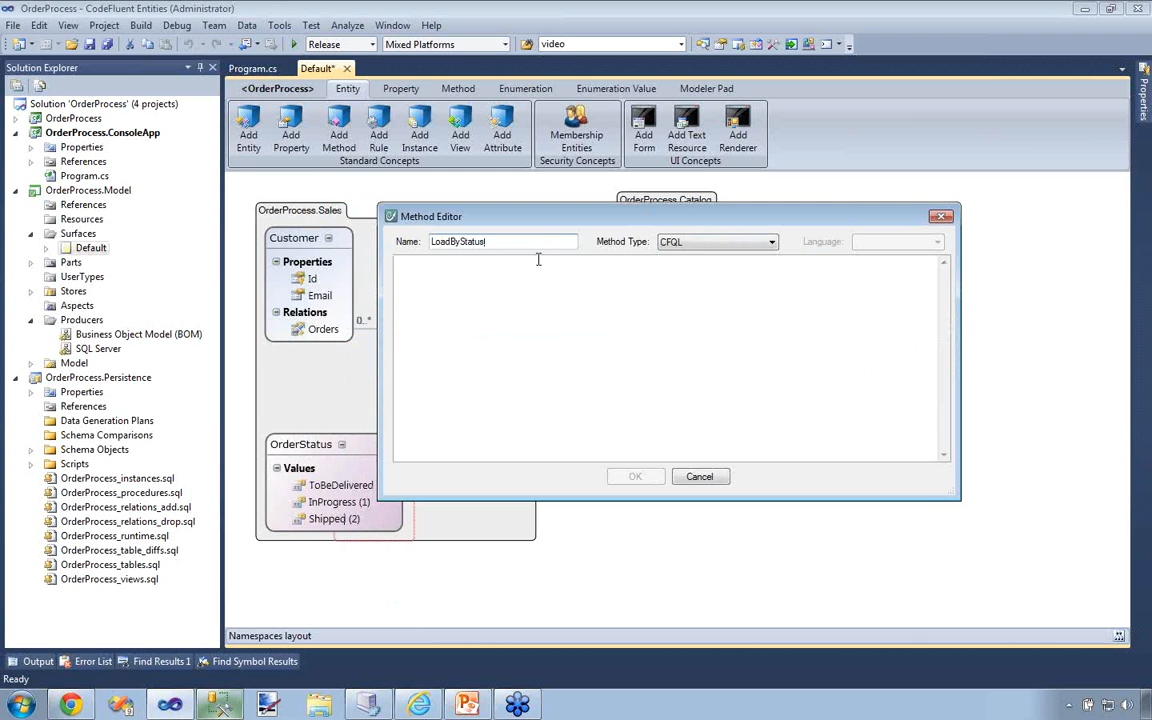 OrderProcess - CodeFluent Entities (Administrator)
File Edit View Project Build Debug Team Data Tools Test Analyze Window Help
Release Mixed Platforms video
Solution Explorer
Program.cs Default*
<OrderProcess> Entity Property Method Enumeration Enumeration Value Modeler Pad
Add Entity
Add Property
Add Method
Add Rule
Add Instance
Add View
Add Attribute
Membership Entities
Add Form
Add Text Resource
Add Renderer
Standard Concepts Security Concepts UI Concepts
Solution 'OrderProcess' (4 projects)
OrderProcess
OrderProcess.ConsoleApp
Properties
References
Program.cs
OrderProcess.Model
References
Resources
Surfaces
Default
Parts
UserTypes
Stores
Aspects
Producers
Business Object Model (BOM)
SQL Server
Model
OrderProcess.Persistence
Properties
References
Data Generation Plans
Schema Comparisons
Schema Objects
Scripts
OrderProcess_instances.sql
OrderProcess_procedures.sql
OrderProcess_relations_add.sql
OrderProcess_relations_drop.sql
OrderProcess_runtime.sql
OrderProcess_table_diffs.sql
OrderProcess_tables.sql
OrderProcess_views.sql
OrderProcess.Sales
OrderProcess.Catalog
Customer
Properties
Id
Email
Relations
Orders
0..*
OrderStatus
Values
ToBeDelivered
InProgress (1)
Shipped (2)
Method Editor
Name: LoadByStatus Method Type: CFQL Language:
OK Cancel
Namespaces layout
Properties
Output Error List Find Results 1 Find Symbol Results
Ready